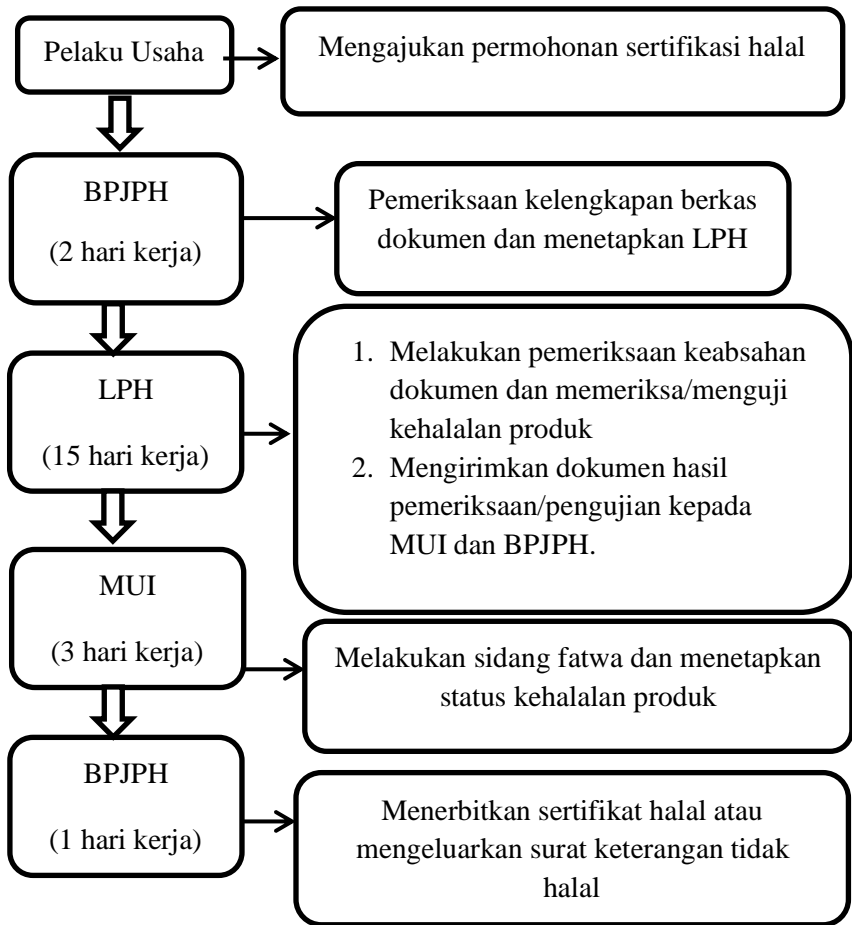 Pelaku Usaha
Mengajukan permohonan sertifikasi halal
BPJPH
(2 hari kerja)
Pemeriksaan kelengkapan berkas
dokumen dan menetapkan LPH
LPH
(15 hari kerja)
1. Melakukan pemeriksaan keabsahan
dokumen dan memeriksa/menguji
kehalalan produk
2. Mengirimkan dokumen hasil
pemeriksaan/pengujian kepada
MUI dan BPJPH.
MUI
(3 hari kerja)
Melakukan sidang fatwa dan menetapkan
status kehalalan produk
BPJPH
(1 hari kerja)
Menerbitkan sertifikat halal atau
mengeluarkan surat keterangan tidak
halal